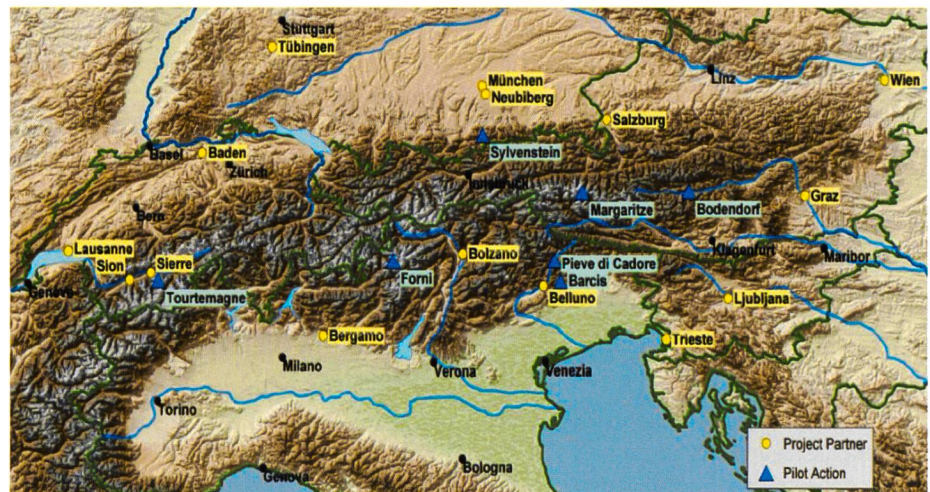 Stuttgart
Tübingen
München
Neubiberg
Linz
Wien
Salzburg
Sylvenstein
Basel
Baden
Zürich
Innsbruck
Margaritze
Bodendorf
Graz
Bern
Lausanne
Sion
Sierre
Bolzano
Klagenfurt
Maribor
Geneva
Tourtemagne
Forni
Pieve di Cadore
Barcis
Belluno
Ljubljana
Bergamo
Trieste
Milano
Verona
Venezia
Torino
Bologna
Genova
Project Partner
Pilot Action